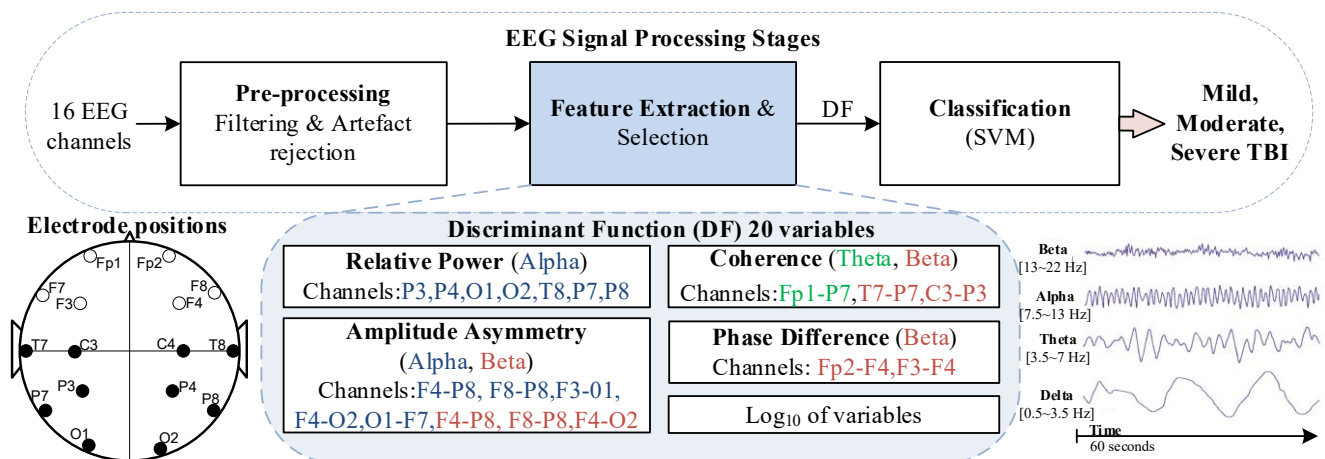 EEG Signal Processing Stages
16 EEG
channels
Pre-processing
Filtering & Artefact
rejection
Feature Extraction &
Selection
DF
Classification
(SVM)
Mild,
Moderate,
Severe TBI
Electrode positions
Fp1
Fp2
F7
F3
F8
F4
T7
C3
C4
T8
P7
P3
P4
P8
O1
O2
Discriminant Function (DF) 20 variables
Relative Power (Alpha)
Channels:P3,P4,O1,O2,T8,P7,P8
Amplitude Asymmetry
(Alpha, Beta)
Channels:F4-P8, F8-P8,F3-01,
F4-O2,O1-F7,F4-P8, F8-P8,F4-O2
Coherence (Theta, Beta)
Channels:Fp1-P7,T7-P7,C3-P3
Phase Difference (Beta)
Channels: Fp2-F4,F3-F4
Log10 of variables
Beta
[13~22 Hz]
Alpha
[7.5~13 Hz]
Theta
[3.5~7 Hz]
Delta
[0.5~3.5 Hz]
Time
60 seconds